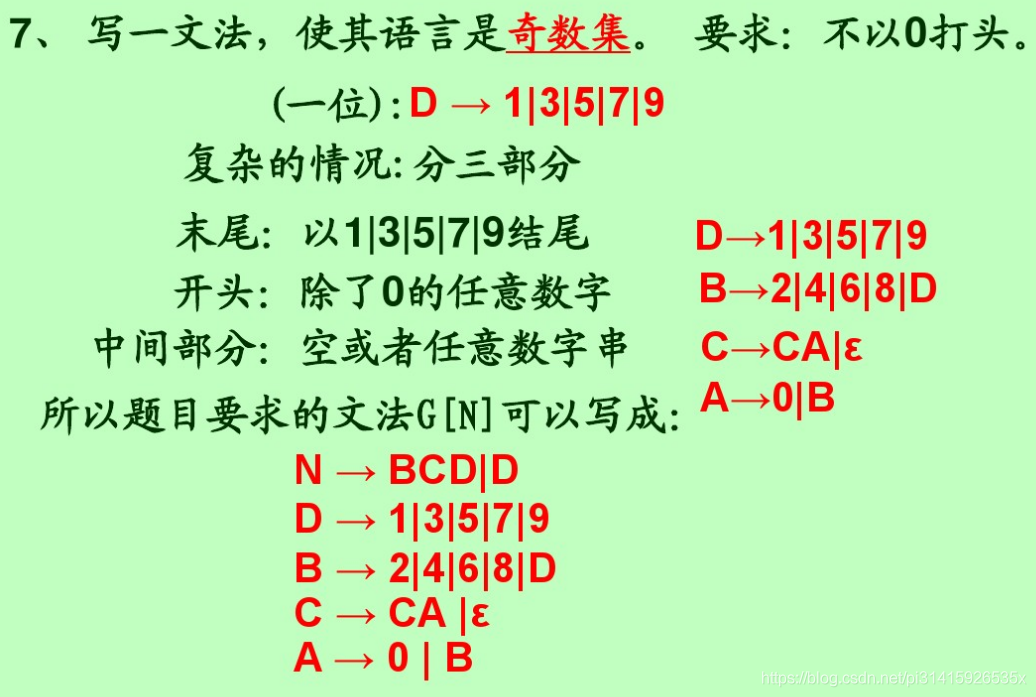 7、 写一文法，使其语言是奇数集。 要求：不以0打头。
(一位)：D → 1|3|5|7|9
复杂的情况：分三部分
末尾：以1|3|5|7|9结尾 D→1|3|5|7|9
开头：除了0的任意数字 B→2|4|6|8|D
中间部分：空或者任意数字串 C→CA|ε
A→0|B
所以题目要求的文法G[N]可以写成：
N → BCD|D
D → 1|3|5|7|9
B → 2|4|6|8|D
C → CA |ε
A → 0 | B
https://blog.csdn.net/pi31415926535x